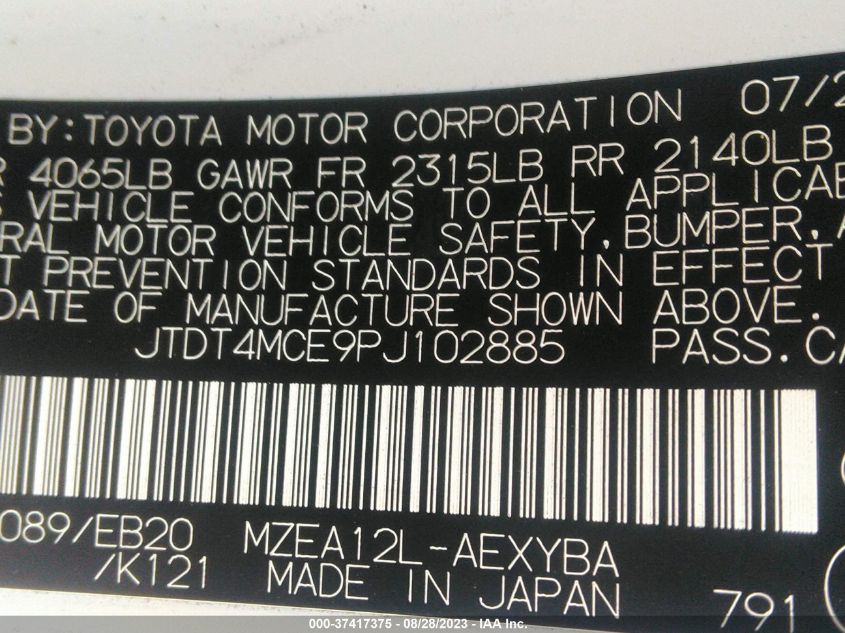 BY: TOYOTA MOTOR CORPORATION 07/2
R 4065LB GAWR FR 2315LB RR 2140LB
S VEHICLE CONFORMS TO ALL APPLICAB
RAL MOTOR VEHICLE SAFETY, BUMPER, A
T PREVENTION STANDARDS IN EFFECT
DATE OF MANUFACTURE SHOWN ABOVE.
JTDT4MCE9PJ102885 PASS.CA
089/EB20 MZEA12L-AEXYBA
/K121 MADE IN JAPAN 791
000-37417375 - 08/28/2023 - IAA Inc.